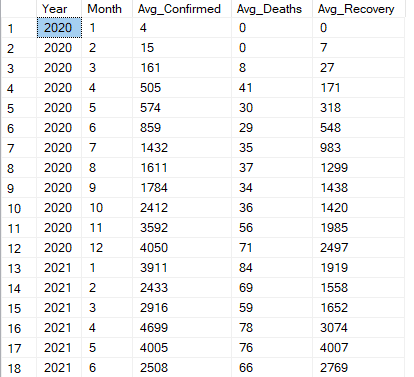 Year Month Avg_Confirmed Avg_Deaths Avg_Recovery
1 2020 1 4 0 0
2 2020 2 15 0 7
3 2020 3 161 8 27
4 2020 4 505 41 171
5 2020 5 574 30 318
6 2020 6 859 29 548
7 2020 7 1432 35 983
8 2020 8 1611 37 1299
9 2020 9 1784 34 1438
10 2020 10 2412 36 1420
11 2020 11 3592 56 1985
12 2020 12 4050 71 2497
13 2021 1 3911 84 1919
14 2021 2 2433 69 1558
15 2021 3 2916 59 1652
16 2021 4 4699 78 3074
17 2021 5 4005 76 4007
18 2021 6 2508 66 2769